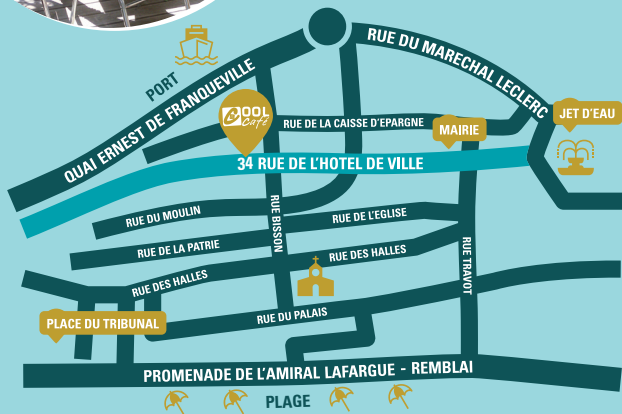 RUE DU MARECHAL LECLERC
PORT
QUAI ERNEST DE FRANQUEVILLE
COOL
Café
RUE DE LA CAISSE D'EPARGNE
MAIRIE
JET D'EAU
34 RUE DE L'HOTEL DE VILLE
RUE DU MOULIN
RUE BISSON
RUE DE L'EGLISE
RUE DE LA PATRIE
RUE DES HALLES
RUE TRAVOT
RUE DES HALLES
RUE DU PALAIS
PLACE DU TRIBUNAL
PROMENADE DE L'AMIRAL LAFARGUE - REMBLAI
PLAGE